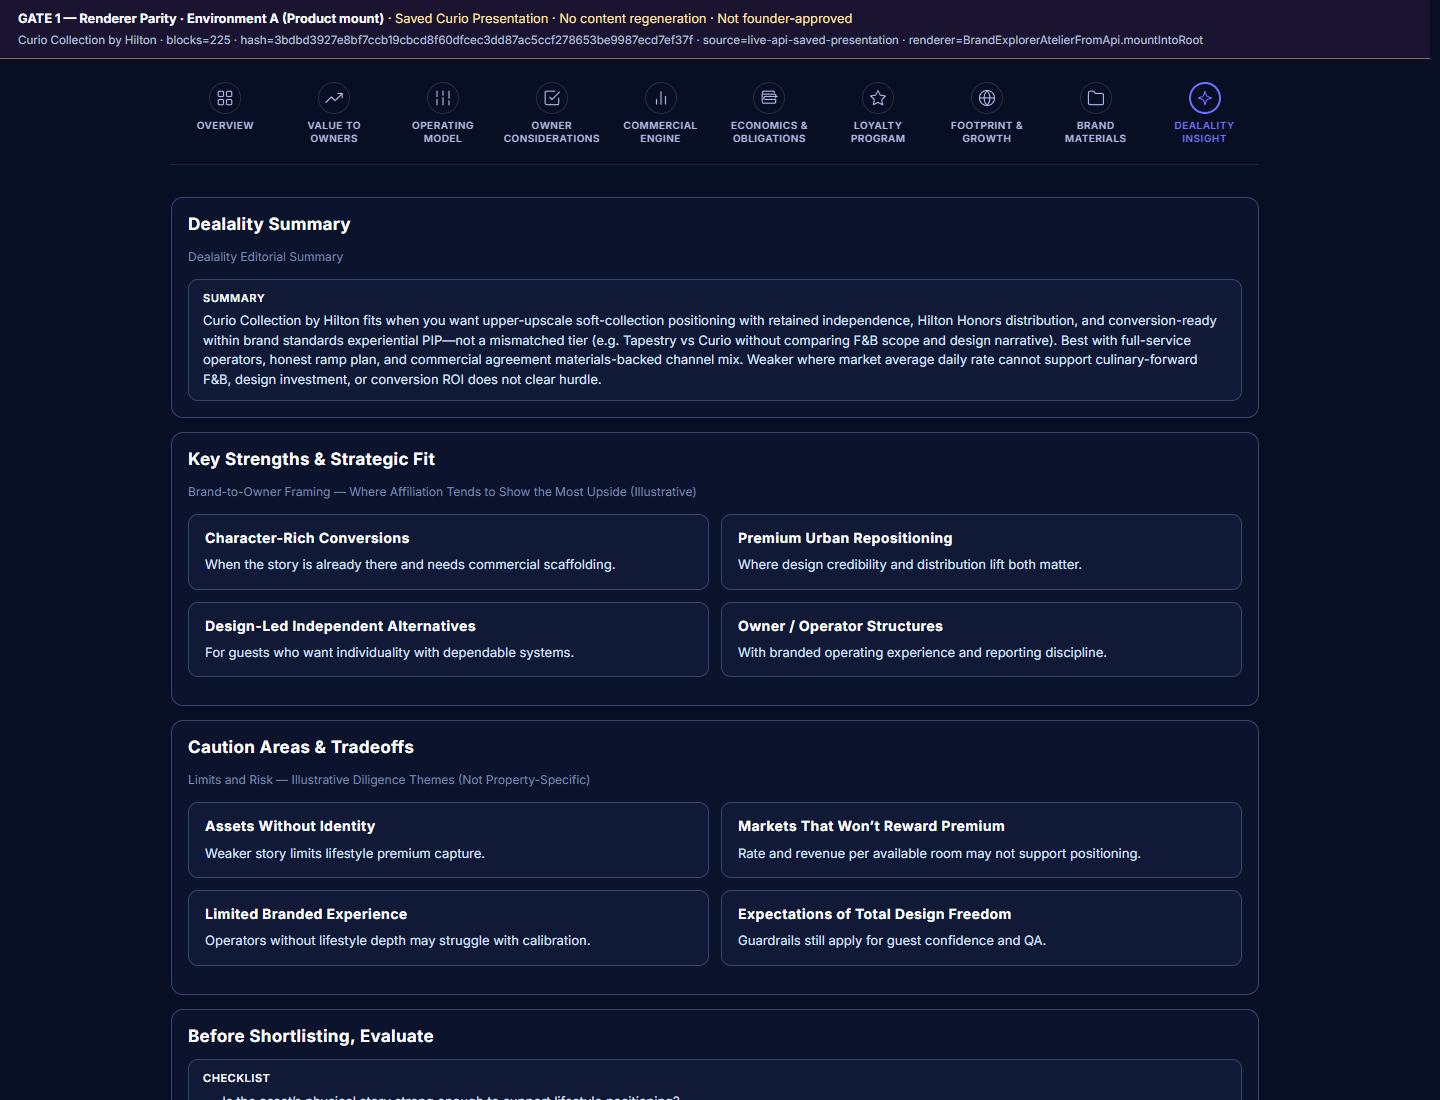 GATE 1 — Renderer Parity · Environment A (Product mount) · Saved Curio Presentation · No content regeneration · Not founder-approved
Curio Collection by Hilton · blocks=225 · hash=3bdbd3927e8bf7ccb19cbcd8f60dfcec3dd87ac5ccf278653be9987ecd7ef37f · source=live-api-saved-presentation · renderer=BrandExplorerAtelierFromApi.mountIntoRoot
OVERVIEW
VALUE TO OWNERS
OPERATING MODEL
OWNER CONSIDERATIONS
COMMERCIAL ENGINE
ECONOMICS & OBLIGATIONS
LOYALTY PROGRAM
FOOTPRINT & GROWTH
BRAND MATERIALS
DEALALITY INSIGHT
Dealality Summary
Dealality Editorial Summary
SUMMARY
Curio Collection by Hilton fits when you want upper-upscale soft-collection positioning with retained independence, Hilton Honors distribution, and conversion-ready
within brand standards experiential PIP—not a mismatched tier (e.g. Tapestry vs Curio without comparing F&B scope and design narrative). Best with full-service
operators, honest ramp plan, and commercial agreement materials-backed channel mix. Weaker where market average daily rate cannot support culinary-forward
F&B, design investment, or conversion ROI does not clear hurdle.
Key Strengths & Strategic Fit
Brand-to-Owner Framing — Where Affiliation Tends to Show the Most Upside (Illustrative)
Character-Rich Conversions
When the story is already there and needs commercial scaffolding.
Premium Urban Repositioning
Where design credibility and distribution lift both matter.
Design-Led Independent Alternatives
For guests who want individuality with dependable systems.
Owner / Operator Structures
With branded operating experience and reporting discipline.
Caution Areas & Tradeoffs
Limits and Risk — Illustrative Diligence Themes (Not Property-Specific)
Assets Without Identity
Weaker story limits lifestyle premium capture.
Markets That Won't Reward Premium
Rate and revenue per available room may not support positioning.
Limited Branded Experience
Operators without lifestyle depth may struggle with calibration.
Expectations of Total Design Freedom
Guardrails still apply for guest confidence and QA.
Before Shortlisting, Evaluate
CHECKLIST
Is the asset's physical story strong enough to support lifestyle positioning?